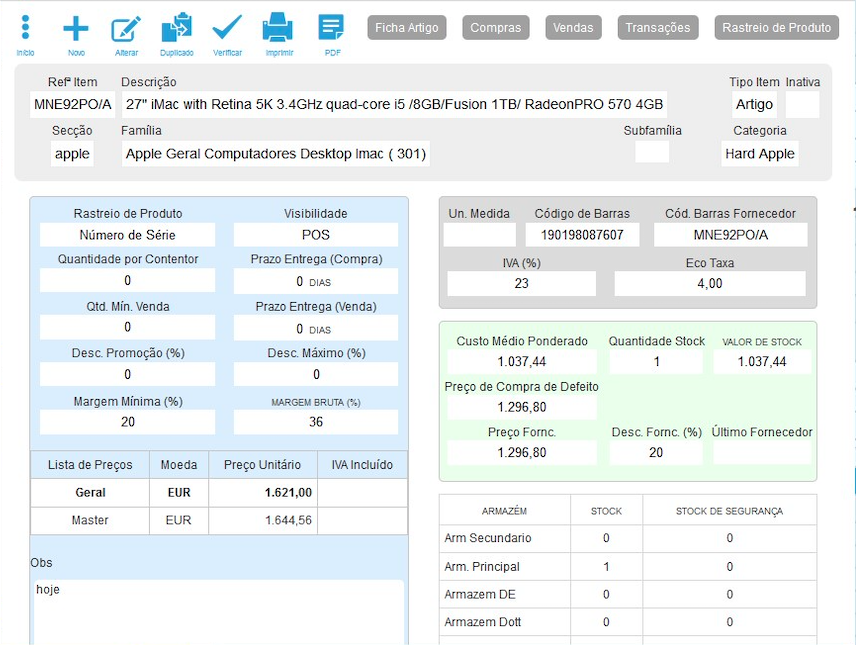 Início Novo Alterar Duplicado Verificar Imprimir PDF
Ficha Artigo Compras Vendas Transações Rastreio de Produto
Refª Item Descrição Tipo Item Inativa
MNE92PO/A 27" iMac with Retina 5K 3.4GHz quad-core i5 /8GB/Fusion 1TB/ RadeonPRO 570 4GB Artigo
Secção Família Subfamília Categoria
apple Apple Geral Computadores Desktop Imac ( 301) Hard Apple
Rastreio de Produto Visibilidade
Número de Série POS
Quantidade por Contentor Prazo Entrega (Compra)
0 0 DIAS
Qtd. Mín. Venda Prazo Entrega (Venda)
0 0 DIAS
Desc. Promoção (%) Desc. Máximo (%)
0 0
Margem Mínima (%) MARGEM BRUTA (%)
20 36
Lista de Preços Moeda Preço Unitário IVA Incluído
Geral EUR 1.621,00
Master EUR 1.644,56
Obs
hoje
Un. Medida Código de Barras Cód. Barras Fornecedor
190198087607 MNE92PO/A
IVA (%) Eco Taxa
23 4,00
Custo Médio Ponderado Quantidade Stock VALOR DE STOCK
1.037,44 1 1.037,44
Preço de Compra de Defeito
1.296,80
Preço Fornc. Desc. Fornc. (%) Último Fornecedor
1.296,80 20
ARMAZÉM STOCK STOCK DE SEGURANÇA
Arm Secundario 0 0
Arm. Principal 1 0
Armazem DE 0 0
Armazem Dott 0 0